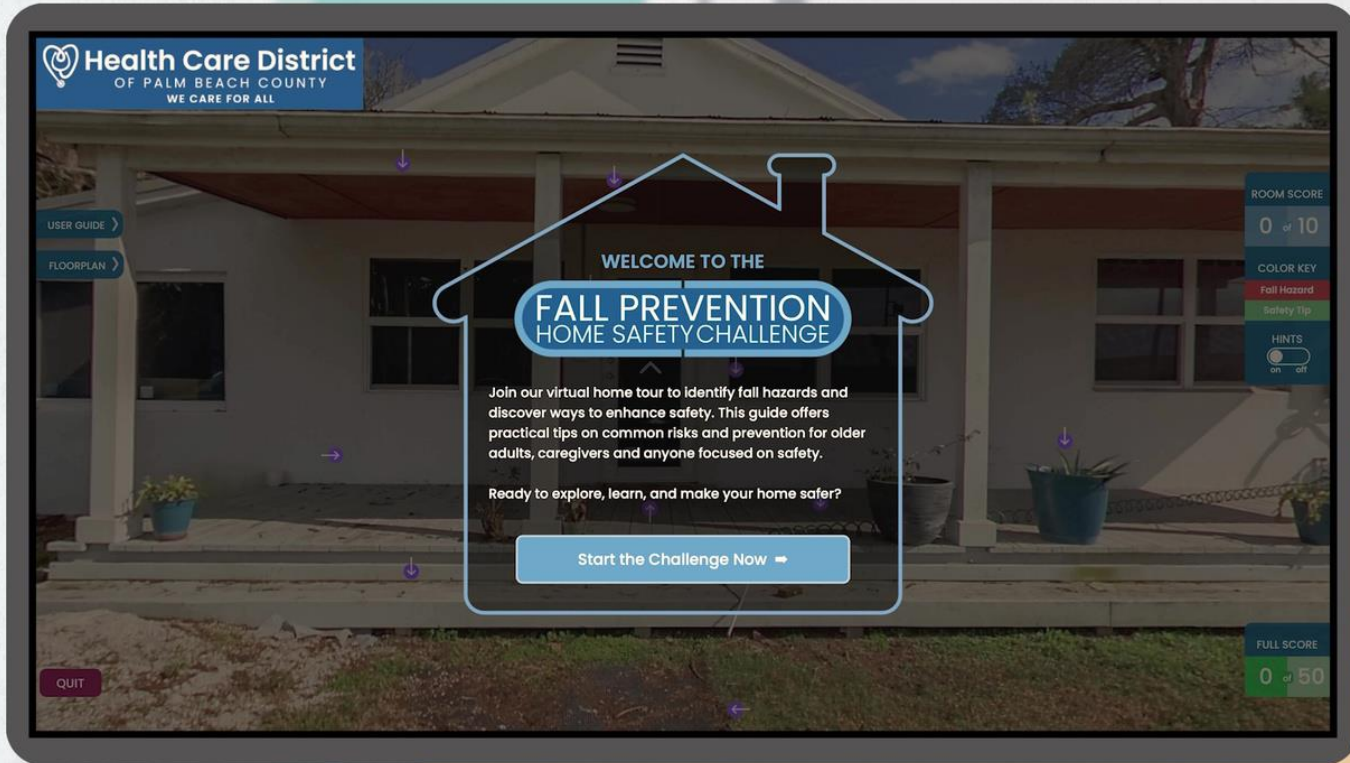 Health Care District
OF PALM BEACH COUNTY
WE CARE FOR ALL
USER GUIDE
FLOORPLAN
WELCOME TO THE
FALL PREVENTION
HOME SAFETY CHALLENGE
Join our virtual home tour to identify fall hazards and
discover ways to enhance safety. This guide offers
practical tips on common risks and prevention for older
adults, caregivers and anyone focused on safety.
Ready to explore, learn, and make your home safer?
Start the Challenge Now
ROOM SCORE
0 of 10
COLOR KEY
Fall Hazard
Safety Tip
HINTS
on off
QUIT
FULL SCORE
0 of 50